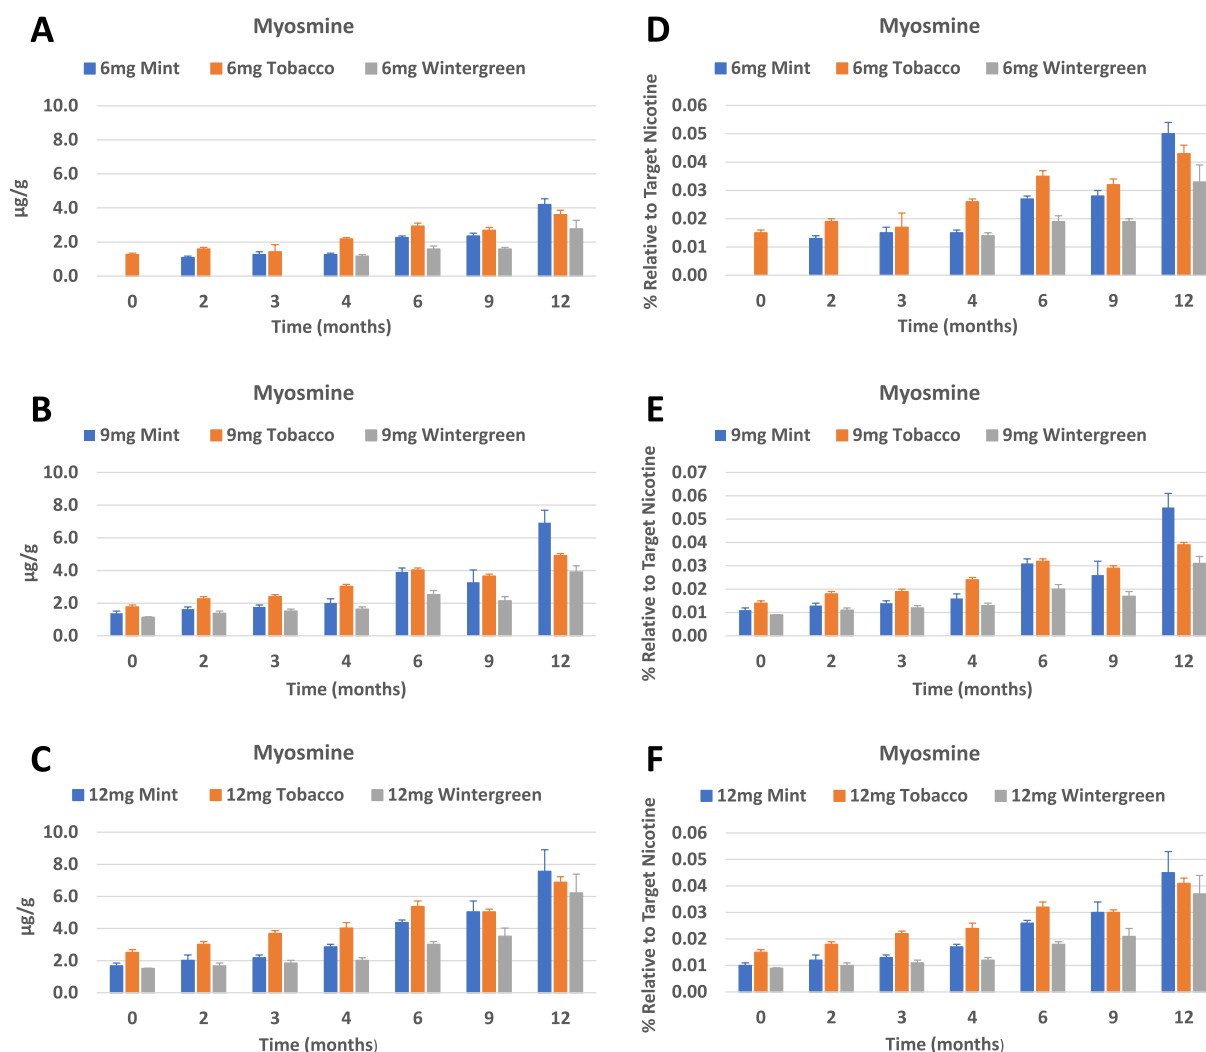 A
Myosmine
6mg Mint 6mg Tobacco 6mg Wintergreen
µg/g
10.0
8.0
6.0
4.0
2.0
0.0
0 2 3 4 6 9 12
Time (months)
D
Myosmine
6mg Mint 6mg Tobacco 6mg Wintergreen
% Relative to Target Nicotine
0.06
0.05
0.04
0.03
0.02
0.01
0.00
0 2 3 4 6 9 12
Time (months)
B
Myosmine
9mg Mint 9mg Tobacco 9mg Wintergreen
µg/g
10.0
8.0
6.0
4.0
2.0
0.0
0 2 3 4 6 9 12
Time (months)
E
Myosmine
9mg Mint 9mg Tobacco 9mg Wintergreen
% Relative to Target Nicotine
0.07
0.06
0.05
0.04
0.03
0.02
0.01
0.00
0 2 3 4 6 9 12
Time (months)
C
Myosmine
12mg Mint 12mg Tobacco 12mg Wintergreen
µg/g
10.0
8.0
6.0
4.0
2.0
0.0
0 2 3 4 6 9 12
Time (months)
F
Myosmine
12mg Mint 12mg Tobacco 12mg Wintergreen
% Relative to Target Nicotine
0.06
0.05
0.04
0.03
0.02
0.01
0.00
0 2 3 4 6 9 12
Time (months)